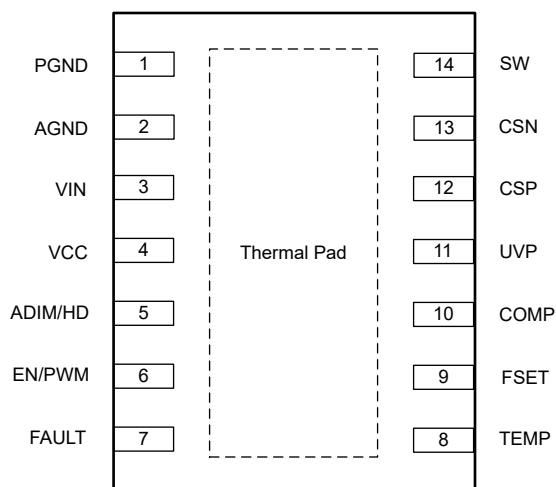 PGND 1 14 SW
AGND 2 13 CSN
VIN 3 12 CSP
VCC 4 Thermal Pad 11 UVP
ADIM/HD 5 10 COMP
EN/PWM 6 9 FSET
FAULT 7 8 TEMP